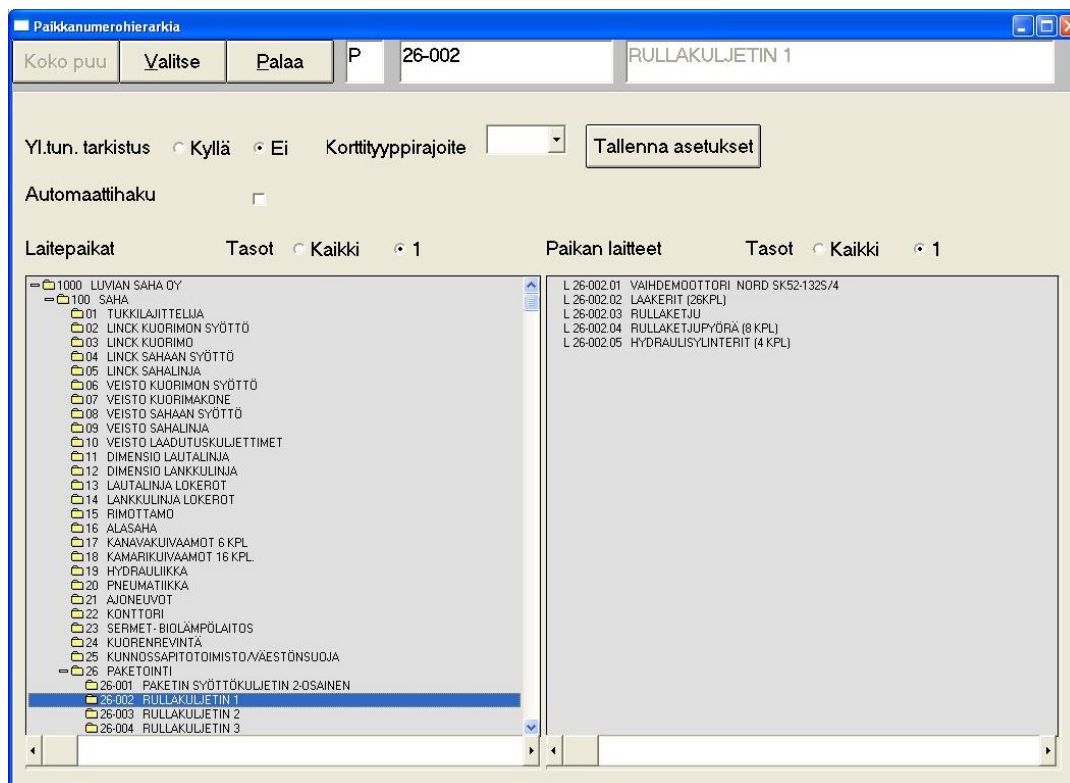 Paikkanumerohierarkia
Koko puu Valitse Palaa P 26-002 RULLAKULJETIN 1
Yl.tun. tarkistus Kyllä Ei Korttityyppirajoite Tallenna asetukset
Automaattihaku
Laitepaikat Tasot Kaikki 1 Paikan laitteet Tasot Kaikki 1
1000 LUVIAN SAHA OY
100 SAHA
01 TUKKILAJITTELIJA
02 LINCK KUORIMON SYÖTTÖ
03 LINCK KUORIMO
04 LINCK SAHAAN SYÖTTÖ
05 LINCK SAHALINJA
06 VEISTO KUORIMON SYÖTTÖ
07 VEISTO KUORIMAKONE
08 VEISTO SAHAAN SYÖTTÖ
09 VEISTO SAHALINJA
10 VEISTO LAADUTUSKULJETTIMET
11 DIMENSIO LAUTALINJA
12 DIMENSIO LANKKULINJA
13 LAUTALINJA LOKEROT
14 LANKKULINJA LOKEROT
15 RIMOTTAMO
16 ALASAHA
17 KANAVAKUIVAAMOT 6 KPL
18 KAMARIKUIVAAMOT 16 KPL.
19 HYDRAULIIKKA
20 PNEUMATIIKKA
21 AJONEUVOT
22 KONTTORI
23 SERMET- BIOLÄMPÖLAITOS
24 KUORENREVINTÄ
25 KUNNOSSAPITOTOIMISTO/VÄESTÖNSUOJA
26 PAKETOINTI
26-001 PAKETIN SYÖTTÖKULJETIN 2-OSAINEN
26-002 RULLAKULJETIN 1
26-003 RULLAKULJETIN 2
26-004 RULLAKULJETIN 3
L 26-002.01 VAIHDEMOOTTORI NORD SK52-132S/4
L 26-002.02 LAAKERIT (26KPL)
L 26-002.03 RULLAKETJU
L 26-002.04 RULLAKETJUPYÖRÄ (8 KPL)
L 26-002.05 HYDRAULISYLINTERIT (4 KPL)